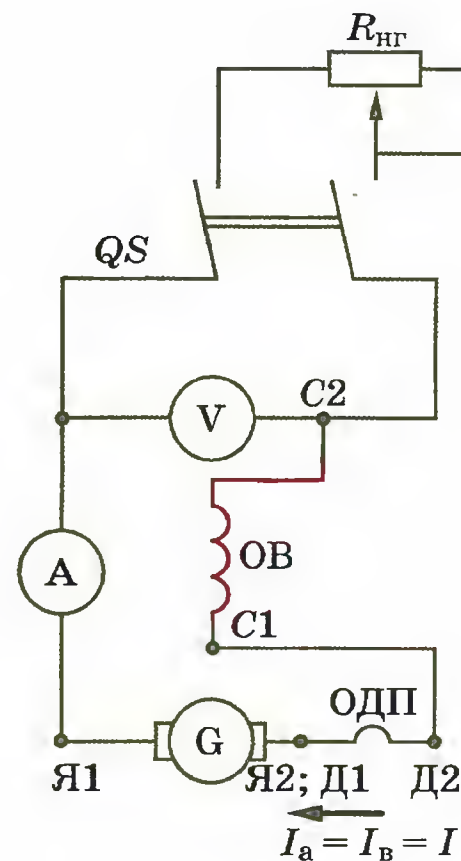 Rнг
QS
V
C2
A
ОВ
C1
ОДП
G
Я1
Я2; Д1
Д2
Iа = Iв = I